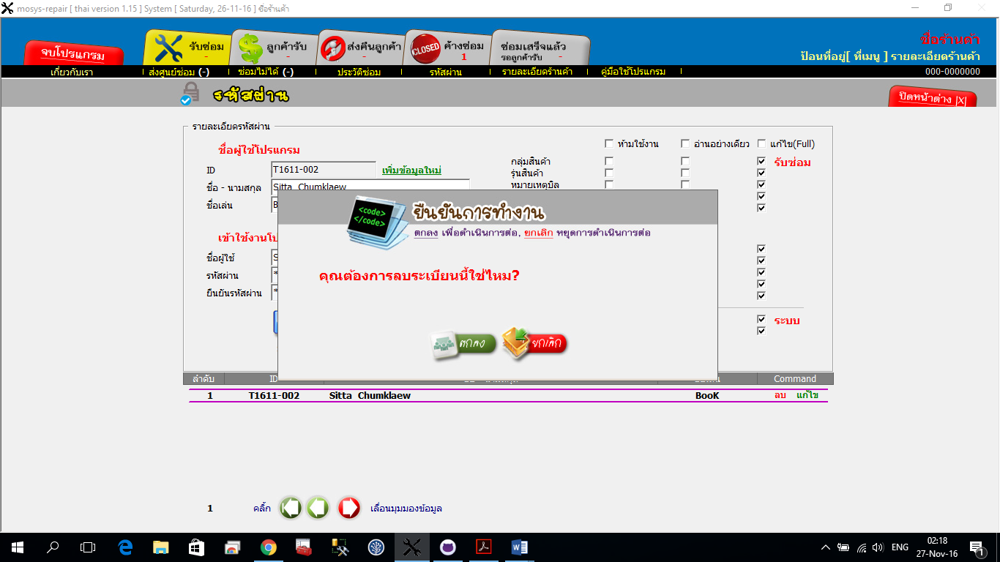 mosys-repair [ thai version 1.15 ] System [ Saturday, 26-11-16 ] ชื่อร้านค้า
จบโปรแกรม
รับซ่อม
-
ลูกค้ารับ
-
ส่งคืนลูกค้า
-
CLOSED
ค้างซ่อม
1
ซ่อมเสร็จแล้ว
รอลูกค้ารับ -
ชื่อร้านค้า
ป้อนที่อยู่[ ที่เมนู ] รายละเอียดร้านค้า
เกี่ยวกับเรา | ส่งศูนย์ซ่อม (-) | ซ่อมไม่ได้ (-) | ประวัติซ่อม | รหัสผ่าน | รายละเอียดร้านค้า | คู่มือใช้โปรแกรม | 000-0000000
รหัสผ่าน
ปิดหน้าต่าง |X|
รายละเอียดรหัสผ่าน
ห้ามใช้งาน อ่านอย่างเดียว แก้ไข(Full)
ชื่อผู้ใช้โปรแกรม
กลุ่มสินค้า รับซ่อม
ID T1611-002 เพิ่มข้อมูลใหม่
รุ่นสินค้า
หมายเหตุบิล
ชื่อ - นามสกุล Sitta Chumklaew
ชื่อเล่น B
<code>
</code>
ยืนยันการทำงาน
ตกลง เพื่อดำเนินการต่อ, ยกเลิก หยุดการดำเนินการต่อ
เข้าใช้งานโป
ชื่อผู้ใช้ S
รหัสผ่าน *
ยืนยันรหัสผ่าน *
คุณต้องการลบระเบียนนี้ใช่ไหม?
ระบบ
ตกลง ยกเลิก
ลำดับ ID Command
1 T1611-002 Sitta Chumklaew BooK ลบ แก้ไข
1 คลิ้ก เลื่อนมุมมองข้อมูล
ENG
02:18
27-Nov-16
1